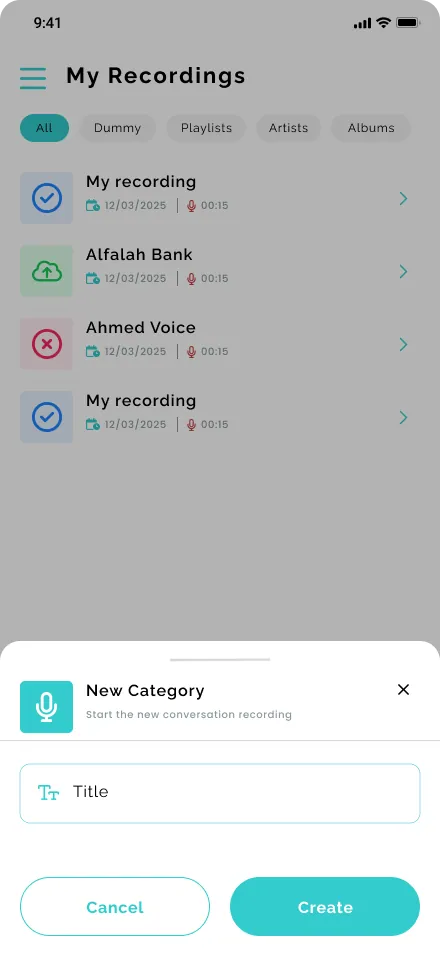 9:41
My Recordings
All Dummy Playlists Artists Albums
My recording
12/03/2025 00:15
Alfalah Bank
12/03/2025 00:15
Ahmed Voice
12/03/2025 00:15
My recording
12/03/2025 00:15
New Category
Start the new conversation recording
Title
Cancel Create